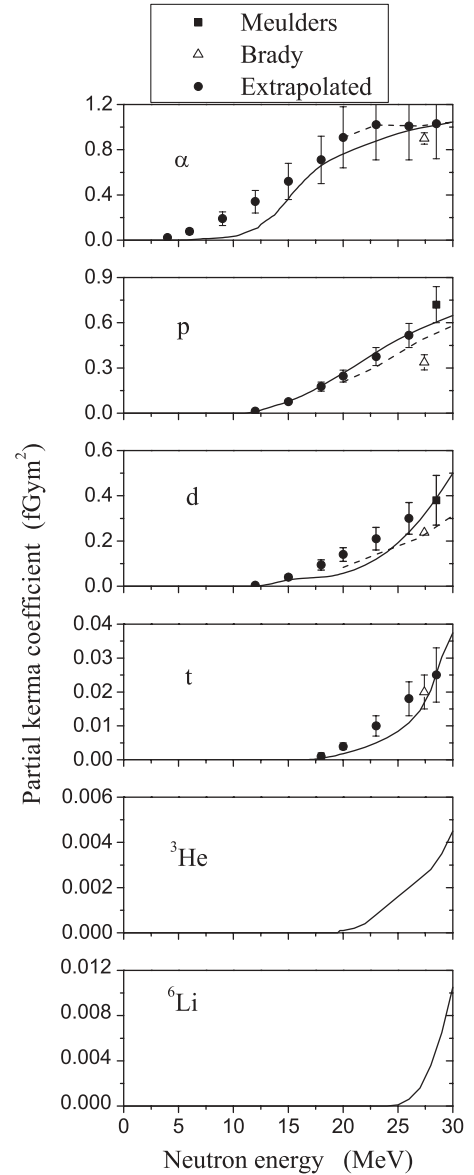 Meulders
Brady
Extrapolated
Partial kerma coefficient (fGym²)
1.2
0.8
0.4
0.0
α
0.9
0.6
0.3
0.0
p
0.6
0.4
0.2
0.0
d
0.04
0.03
0.02
0.01
0.00
t
0.006
0.004
0.002
0.000
³He
0.012
0.008
0.004
0.000
⁶Li
0 5 10 15 20 25 30
Neutron energy (MeV)